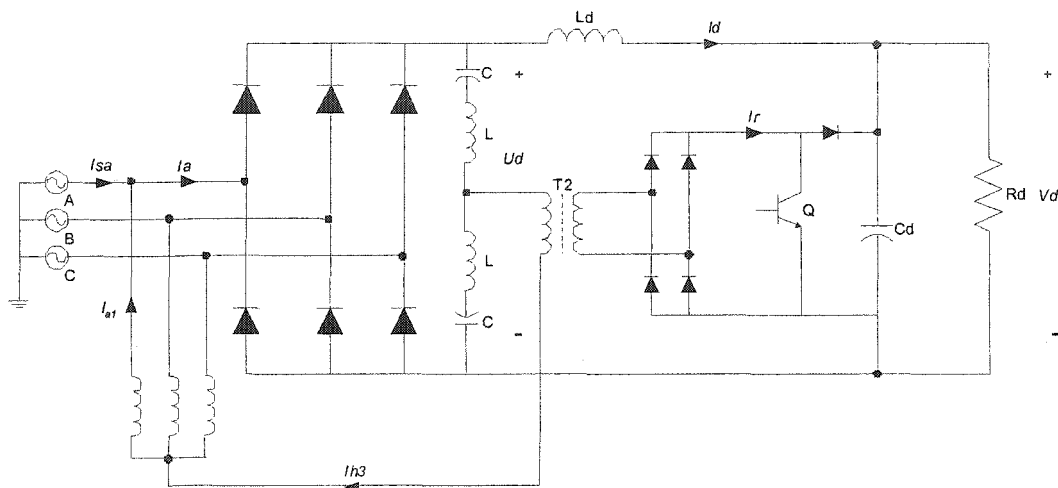 Ld
Id
C
+
+
L
Ir
Isa
Ia
Ud
T2
A
Q
Rd
Vd
B
Cd
L
C
Ia1
C
-
-
Ih3